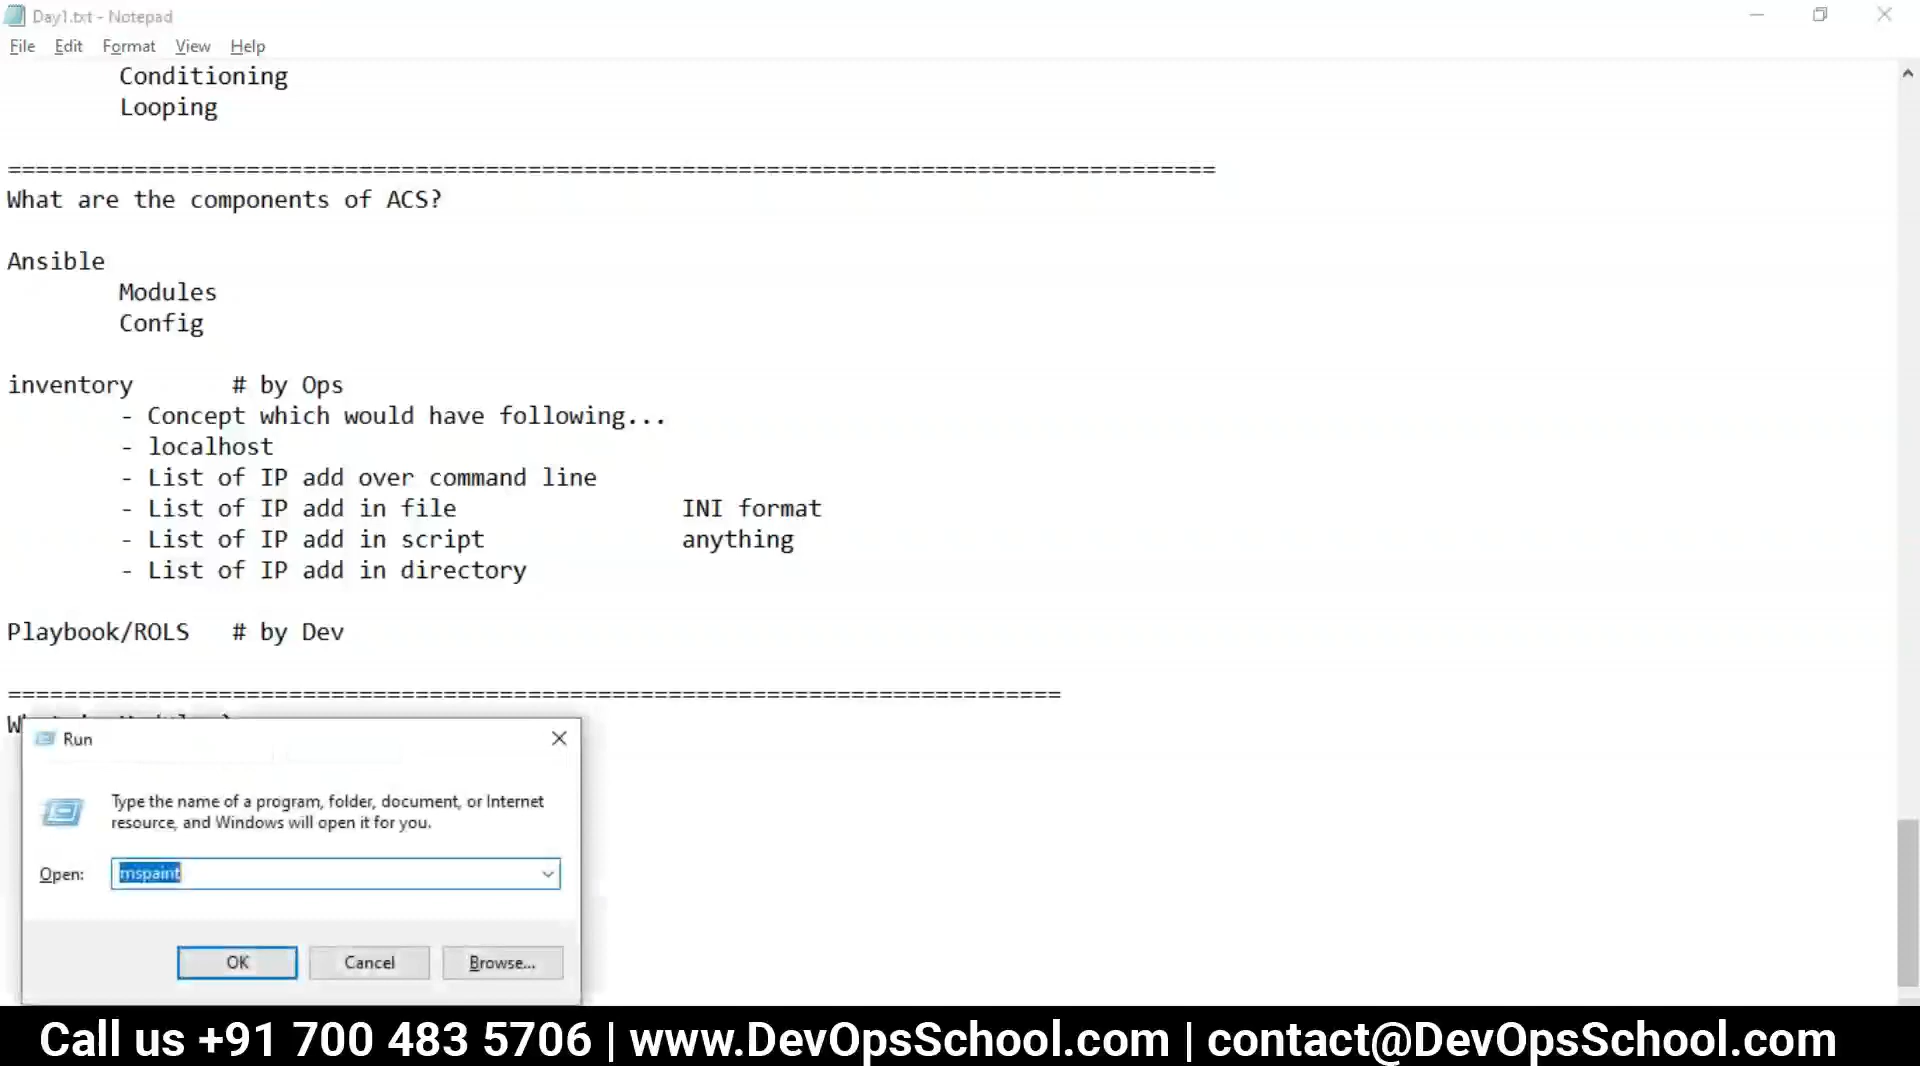 Day1.txt - Notepad
File Edit Format View Help
Conditioning
Looping
======================================================================================
What are the components of ACS?
Ansible
Modules
Config
inventory # by Ops
- Concept which would have following...
- localhost
- List of IP add over command line
- List of IP add in file INI format
- List of IP add in script anything
- List of IP add in directory
Playbook/ROLS # by Dev
===========================================================================
Run
Type the name of a program, folder, document, or Internet
resource, and Windows will open it for you.
Open: mspaint
OK Cancel Browse...
Call us +91 700 483 5706 | www.DevOpsSchool.com | contact@DevOpsSchool.com